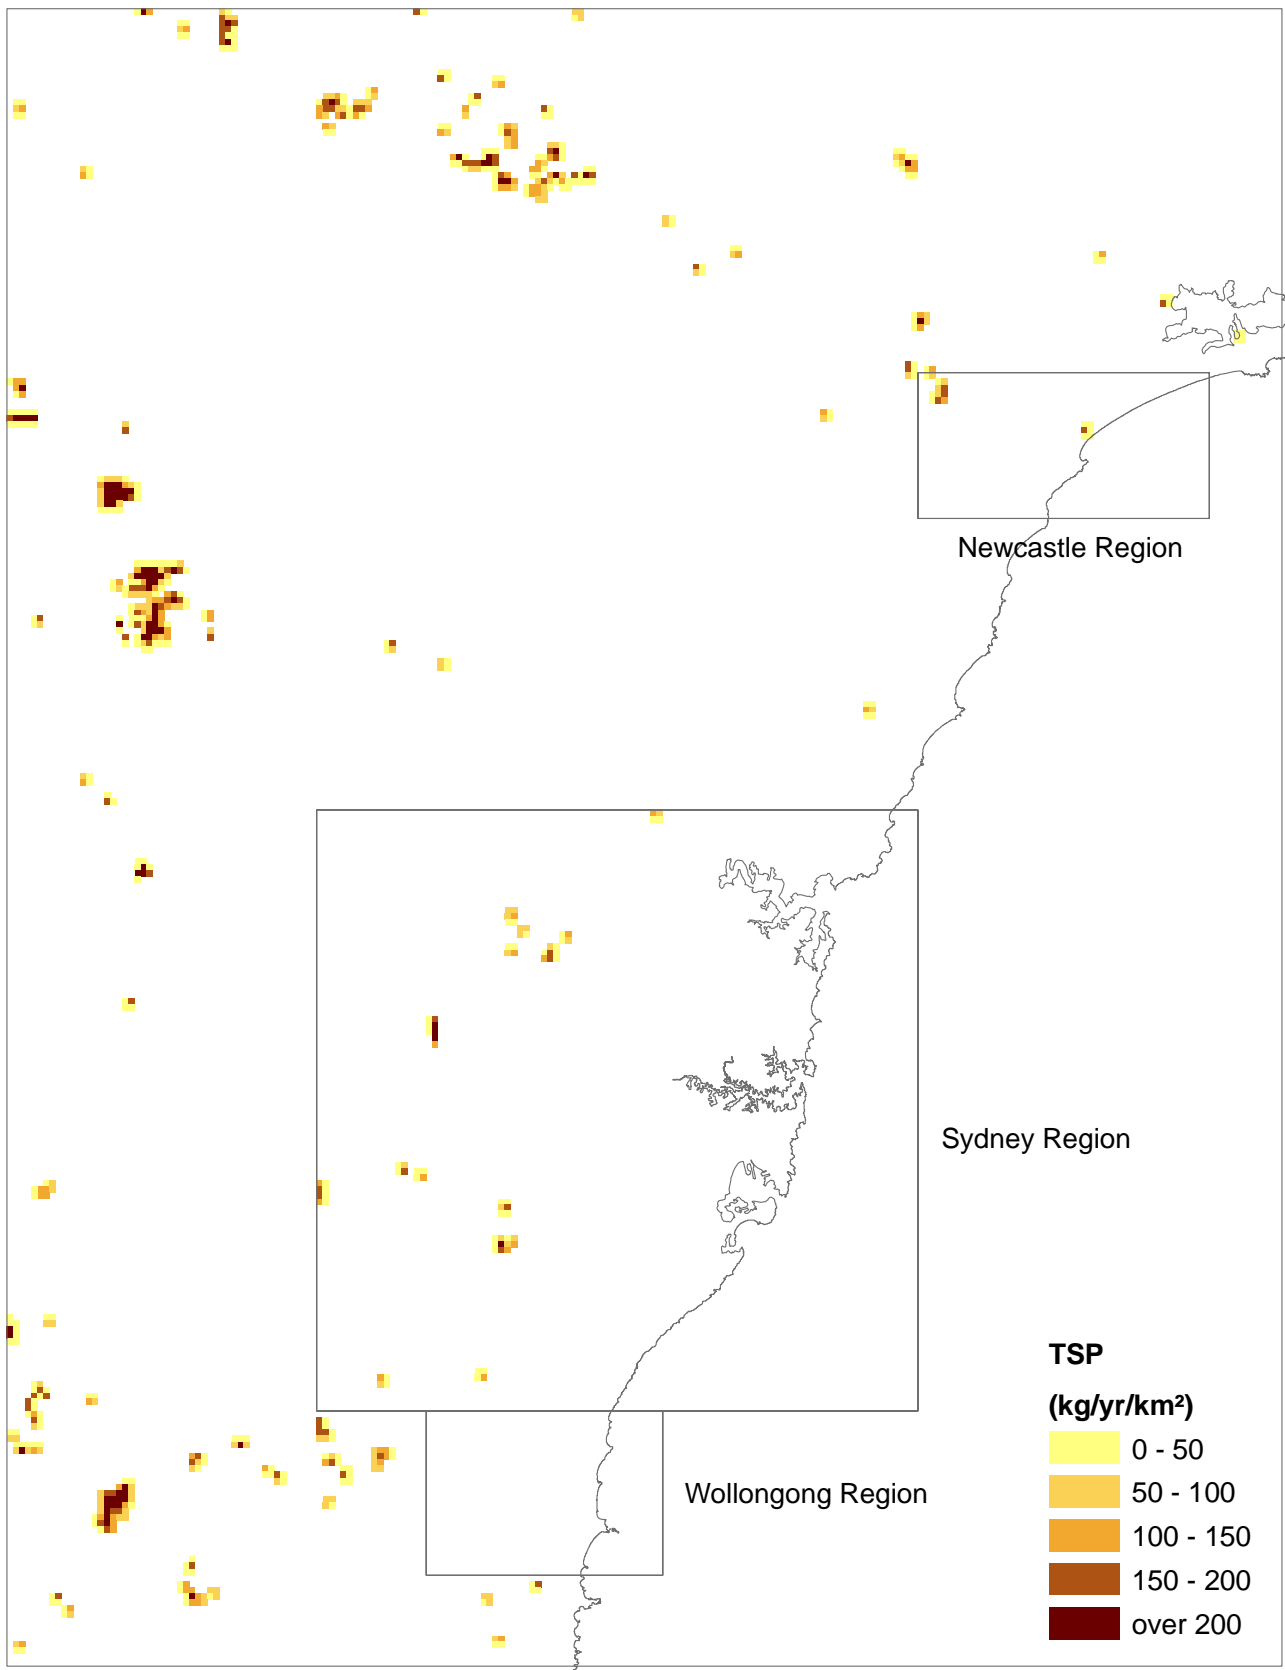 Newcastle Region
Sydney Region
TSP
(kg/yr/km²)
0 - 50
50 - 100
Wollongong Region
100 - 150
150 - 200
over 200